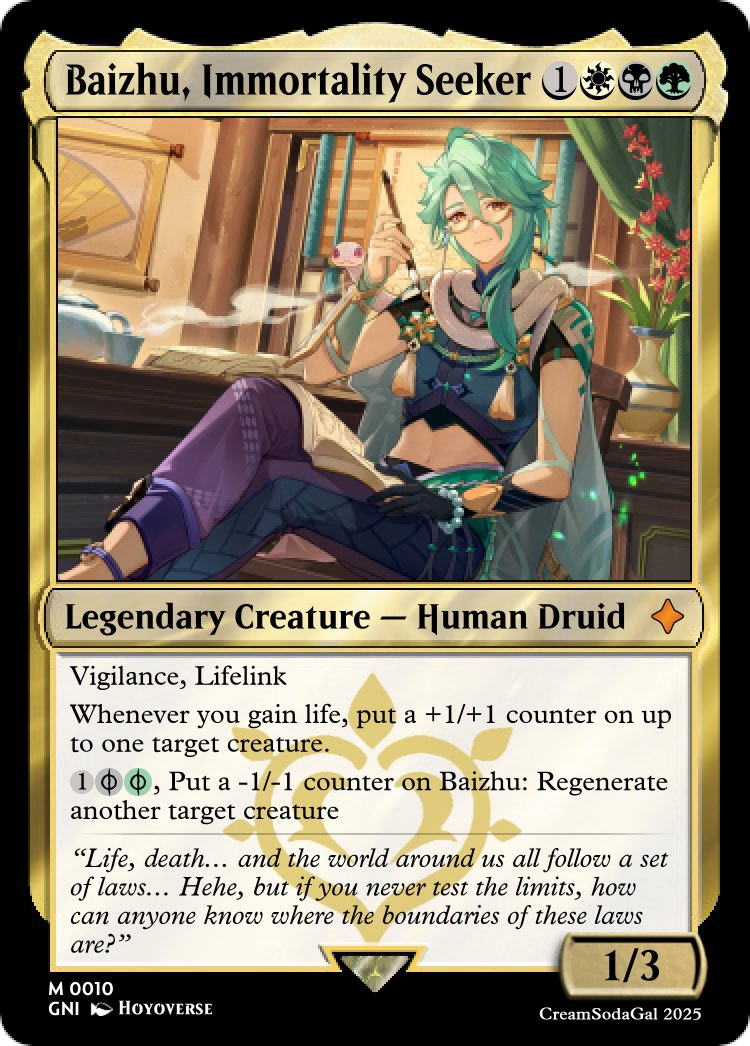 Baizhu, Immortality Seeker 1
Legendary Creature — Human Druid
Vigilance, Lifelink
Whenever you gain life, put a +1/+1 counter on up
to one target creature.
1, Put a -1/-1 counter on Baizhu: Regenerate
another target creature
“Life, death... and the world around us all follow a set
of laws... Hehe, but if you never test the limits, how
can anyone know where the boundaries of these laws
are?”
1/3
M 0010
GNI HOYOVERSE
CreamSodaGal 2025